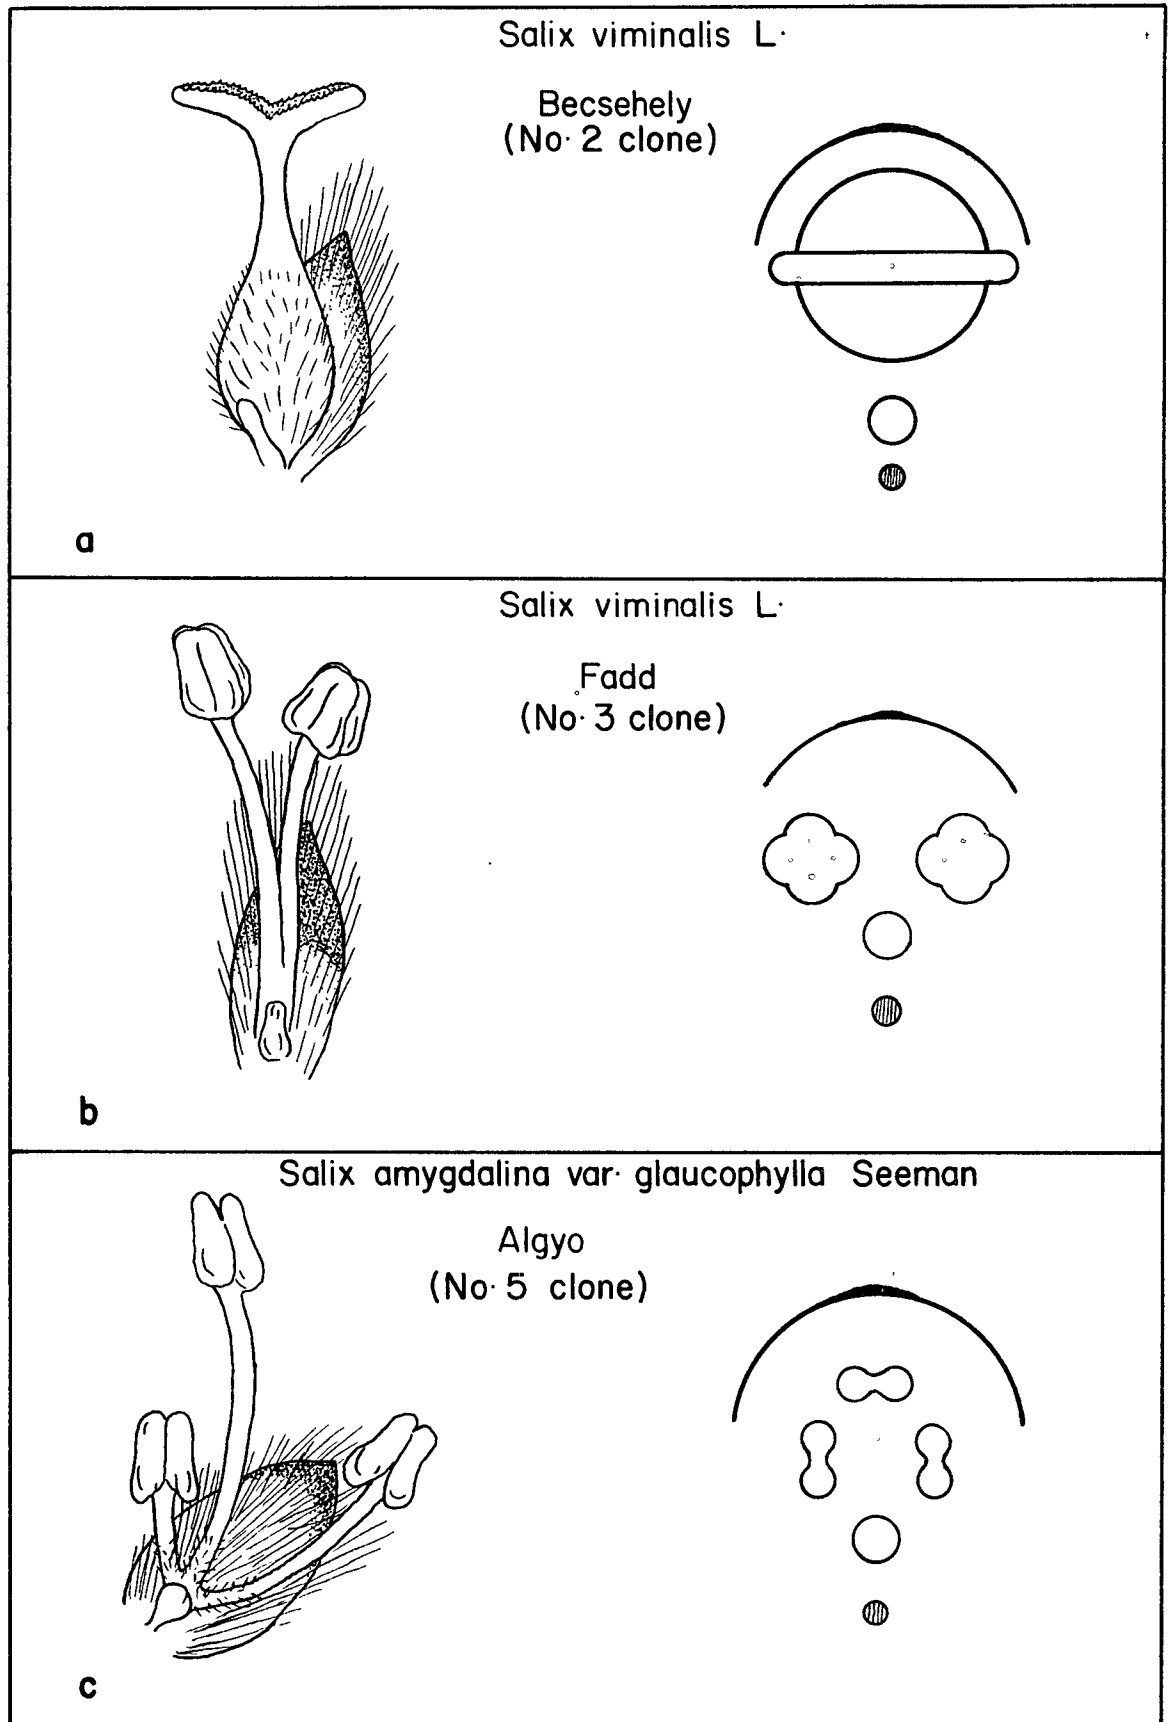 Salix viminalis L·
Becsehely
(No· 2 clone)
a
Salix viminalis L·
Fadd
(No· 3 clone)
b
Salix amygdalina var· glaucophylla Seeman
Algyo
(No· 5 clone)
c